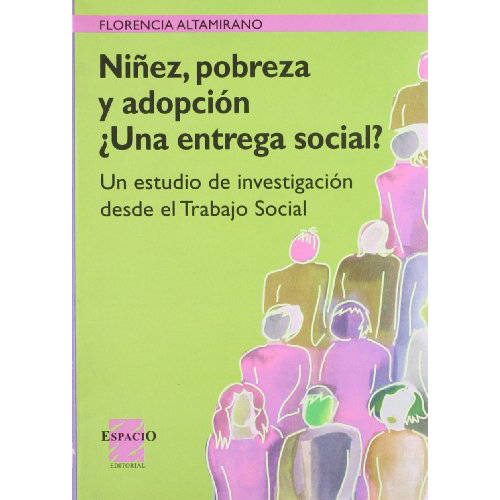 FLORENCIA ALTAMIRANO
Niñez, pobreza
y adopción
¿Una entrega social?
Un estudio de investigación
desde el Trabajo Social
ESPACIO
EDITORIAL